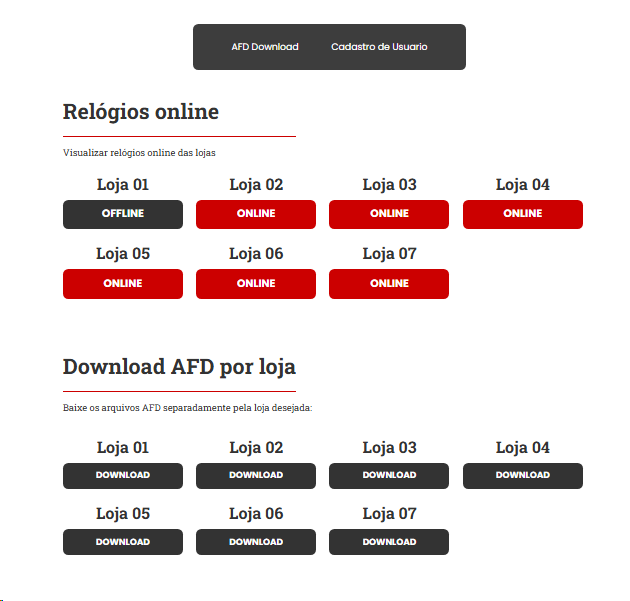 AFD Download Cadastro de Usuario
Relógios online
Visualizar relógios online das lojas
Loja 01 Loja 02 Loja 03 Loja 04
OFFLINE ONLINE ONLINE ONLINE
Loja 05 Loja 06 Loja 07
ONLINE ONLINE ONLINE
Download AFD por loja
Baixe os arquivos AFD separadamente pela loja desejada:
Loja 01 Loja 02 Loja 03 Loja 04
DOWNLOAD DOWNLOAD DOWNLOAD DOWNLOAD
Loja 05 Loja 06 Loja 07
DOWNLOAD DOWNLOAD DOWNLOAD